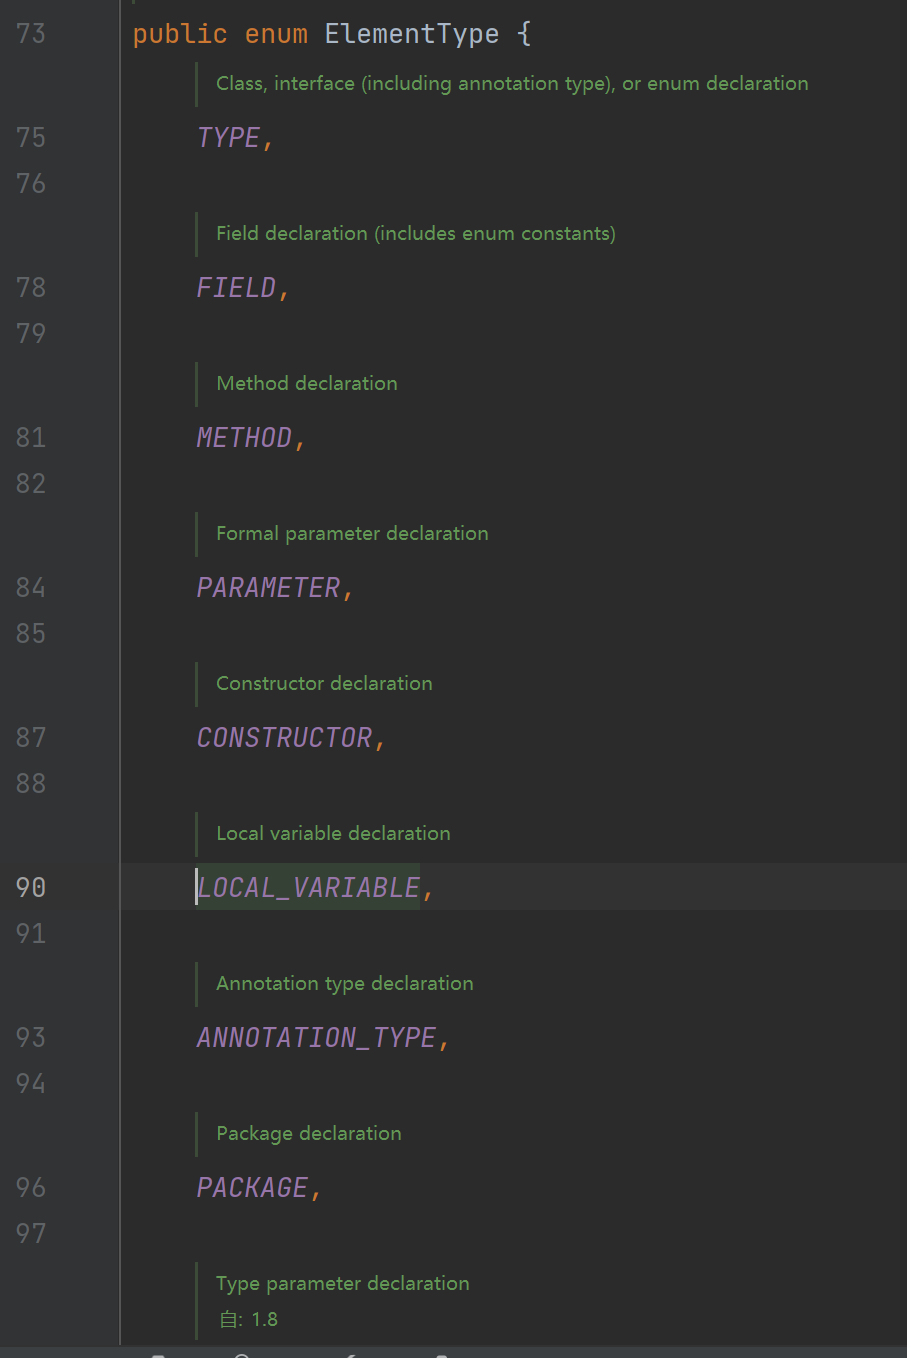 73 public enum ElementType {
Class, interface (including annotation type), or enum declaration
75 TYPE,
76
Field declaration (includes enum constants)
78 FIELD,
79
Method declaration
81 METHOD,
82
Formal parameter declaration
84 PARAMETER,
85
Constructor declaration
87 CONSTRUCTOR,
88
Local variable declaration
90 LOCAL_VARIABLE,
91
Annotation type declaration
93 ANNOTATION_TYPE,
94
Package declaration
96 PACKAGE,
97
Type parameter declaration
自: 1.8